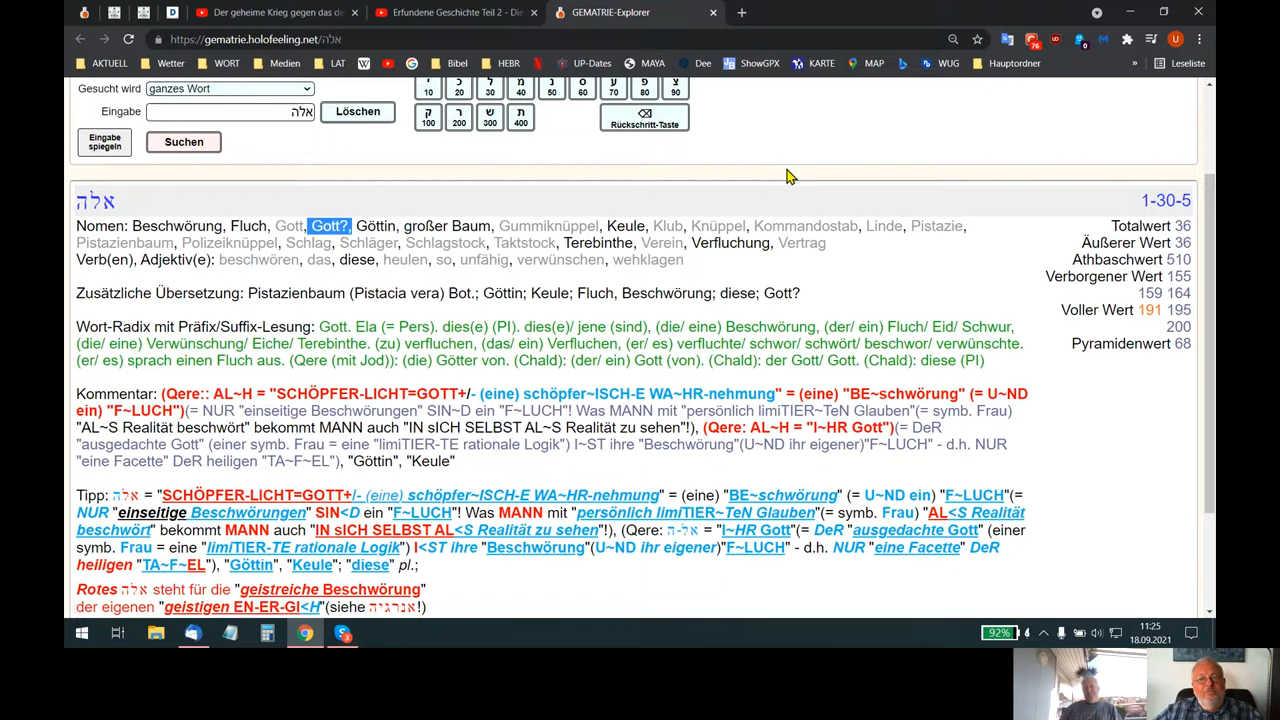 Der geheime Krieg gegen das de
Erfundene Geschichte Teil 2 - Die
GEMATRIE-Explorer
https://gematrie.holofeeling.net/אלה
76
0
U
AKTUELL
Wetter
WORT
Medien
LAT
Bibel
HEBR
UP-Dates
MAYA
Dee
ShowGPX
KARTE
MAP
WUG
Hauptordner
»
Leseliste
Gesucht wird
ganzes Wort
Eingabe
אלה
Löschen
Eingabe
spiegeln
Suchen
י
10
כ
20
ל
30
מ
40
נ
50
ס
60
ע
70
פ
80
צ
90
ק
100
ר
200
ש
300
ת
400
Rückschritt-Taste
אלה
1-30-5
Nomen: Beschwörung, Fluch, Gott, Gott?, Göttin, großer Baum, Gummiknüppel, Keule, Klub, Knüppel, Kommandostab, Linde, Pistazie,
Pistazienbaum, Polizeiknüppel, Schlag, Schläger, Schlagstock, Taktstock, Terebinthe, Verein, Verfluchung, Vertrag
Verb(en), Adjektiv(e): beschwören, das, diese, heulen, so, unfähig, verwünschen, wehklagen
Totalwert 36
Äußerer Wert 36
Athbaschwert 510
Verborgener Wert 155
159 164
Voller Wert 191 195
200
Pyramidenwert 68
Zusätzliche Übersetzung: Pistazienbaum (Pistacia vera) Bot.; Göttin; Keule; Fluch, Beschwörung; diese; Gott?
Wort-Radix mit Präfix/Suffix-Lesung: Gott. Ela (= Pers). dies(e) (Pl). dies(e)/ jene (sind), (die/ eine) Beschwörung, (der/ ein) Fluch/ Eid/ Schwur,
(die/ eine) Verwünschung/ Eiche/ Terebinthe. (zu) verfluchen, (das/ ein) Verfluchen, (er/ es) verfluchte/ schwor/ schwört/ beschwor/ verwünschte.
(er/ es) sprach einen Fluch aus. (Qere (mit Jod)): (die) Götter von. (Chald): (der/ ein) Gott (von). (Chald): der Gott/ Gott. (Chald): diese (Pl)
Kommentar: (Qere:: AL~H = "SCHÖPFER-LICHT=GOTT+/- (eine) schöpfer~ISCH-E WA~HR-nehmung" = (eine) "BE~schwörung" (= U~ND
ein) "F~LUCH")(= NUR "einseitige Beschwörungen" SIN~D ein "F~LUCH"! Was MANN mit "persönlich limiTIER~TeN Glauben"(= symb. Frau)
"AL~S Realität beschwört" bekommt MANN auch "IN sICH SELBST AL~S Realität zu sehen"!), (Qere: AL~H = "I~HR Gott")(= DeR
"ausgedachte Gott" (einer symb. Frau = eine "limiTIER-TE rationale Logik") I~ST ihre "Beschwörung"(U~ND ihr eigener)"F~LUCH" - d.h. NUR
"eine Facette" DeR heiligen "TA~F~EL"), "Göttin", "Keule"
Tipp: אלה = "SCHÖPFER-LICHT=GOTT+/- (eine) schöpfer~ISCH-E WA~HR-nehmung" = (eine) "BE~schwörung" (= U~ND ein) "F~LUCH"(=
NUR "einseitige Beschwörungen" SIN<D ein "F~LUCH"! Was MANN mit "persönlich limiTIER~TeN Glauben"(= symb. Frau) "AL<S Realität
beschwört" bekommt MANN auch "IN sICH SELBST AL<S Realität zu sehen"!), (Qere: אל-ה = "I~HR Gott"(= DeR "ausgedachte Gott" (einer
symb. Frau = eine "limiTIER-TE rationale Logik") I<ST ihre "Beschwörung"(U~ND ihr eigener)"F~LUCH" - d.h. NUR "eine Facette" DeR
heiligen "TA~F~EL"), "Göttin", "Keule"; "diese" pl.;
Rotes אלה steht für die "geistreiche Beschwörung"
der eigenen "geistigen EN-ER-GI<H"(siehe אנרגיה!)
92%
11:25
18.09.2021